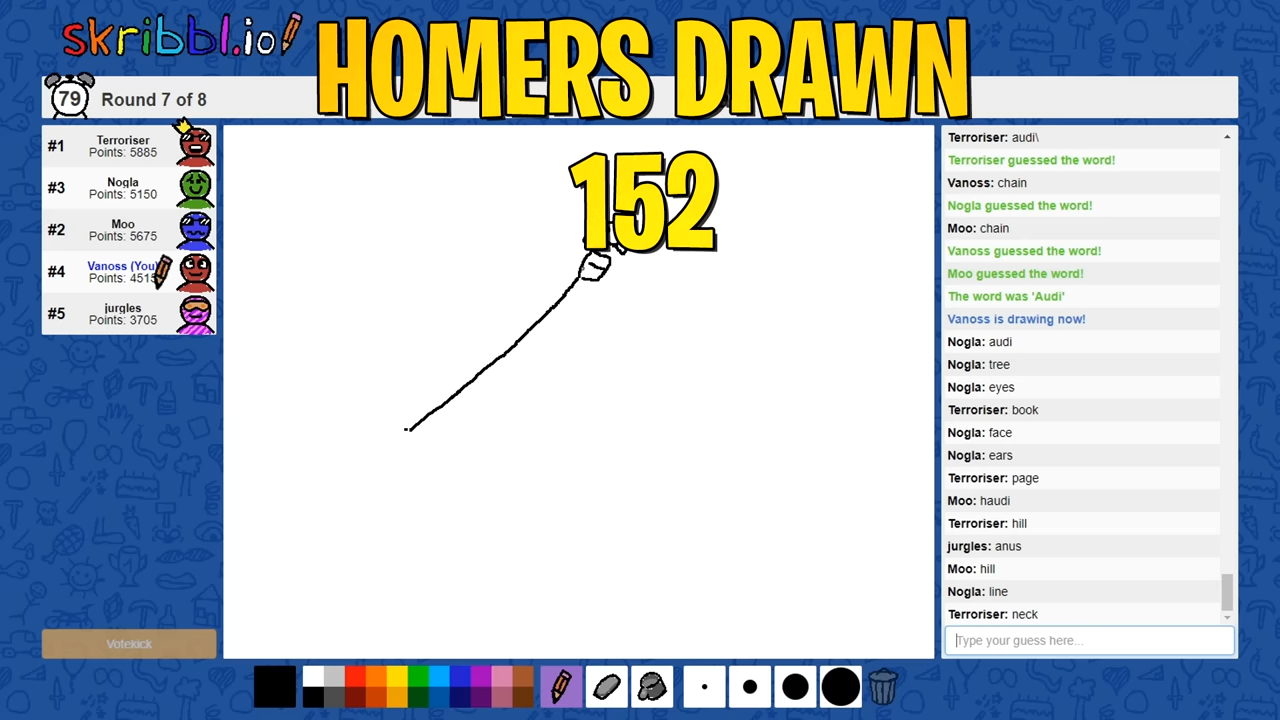 skribbl.io
HOMERS DRAWN
152
79
Round 7 of 8
#1
Terroriser
Points: 5885
#3
Nogla
Points: 5150
#2
Moo
Points: 5675
#4
Vanoss (You)
Points: 4515
#5
jurgles
Points: 3705
Votekick
Terroriser: audi\
Terroriser guessed the word!
Vanoss: chain
Nogla guessed the word!
Moo: chain
Vanoss guessed the word!
Moo guessed the word!
The word was 'Audi'
Vanoss is drawing now!
Nogla: audi
Nogla: tree
Nogla: eyes
Terroriser: book
Nogla: face
Nogla: ears
Terroriser: page
Moo: haudi
Terroriser: hill
jurgles: anus
Moo: hill
Nogla: line
Terroriser: neck
Type your guess here...